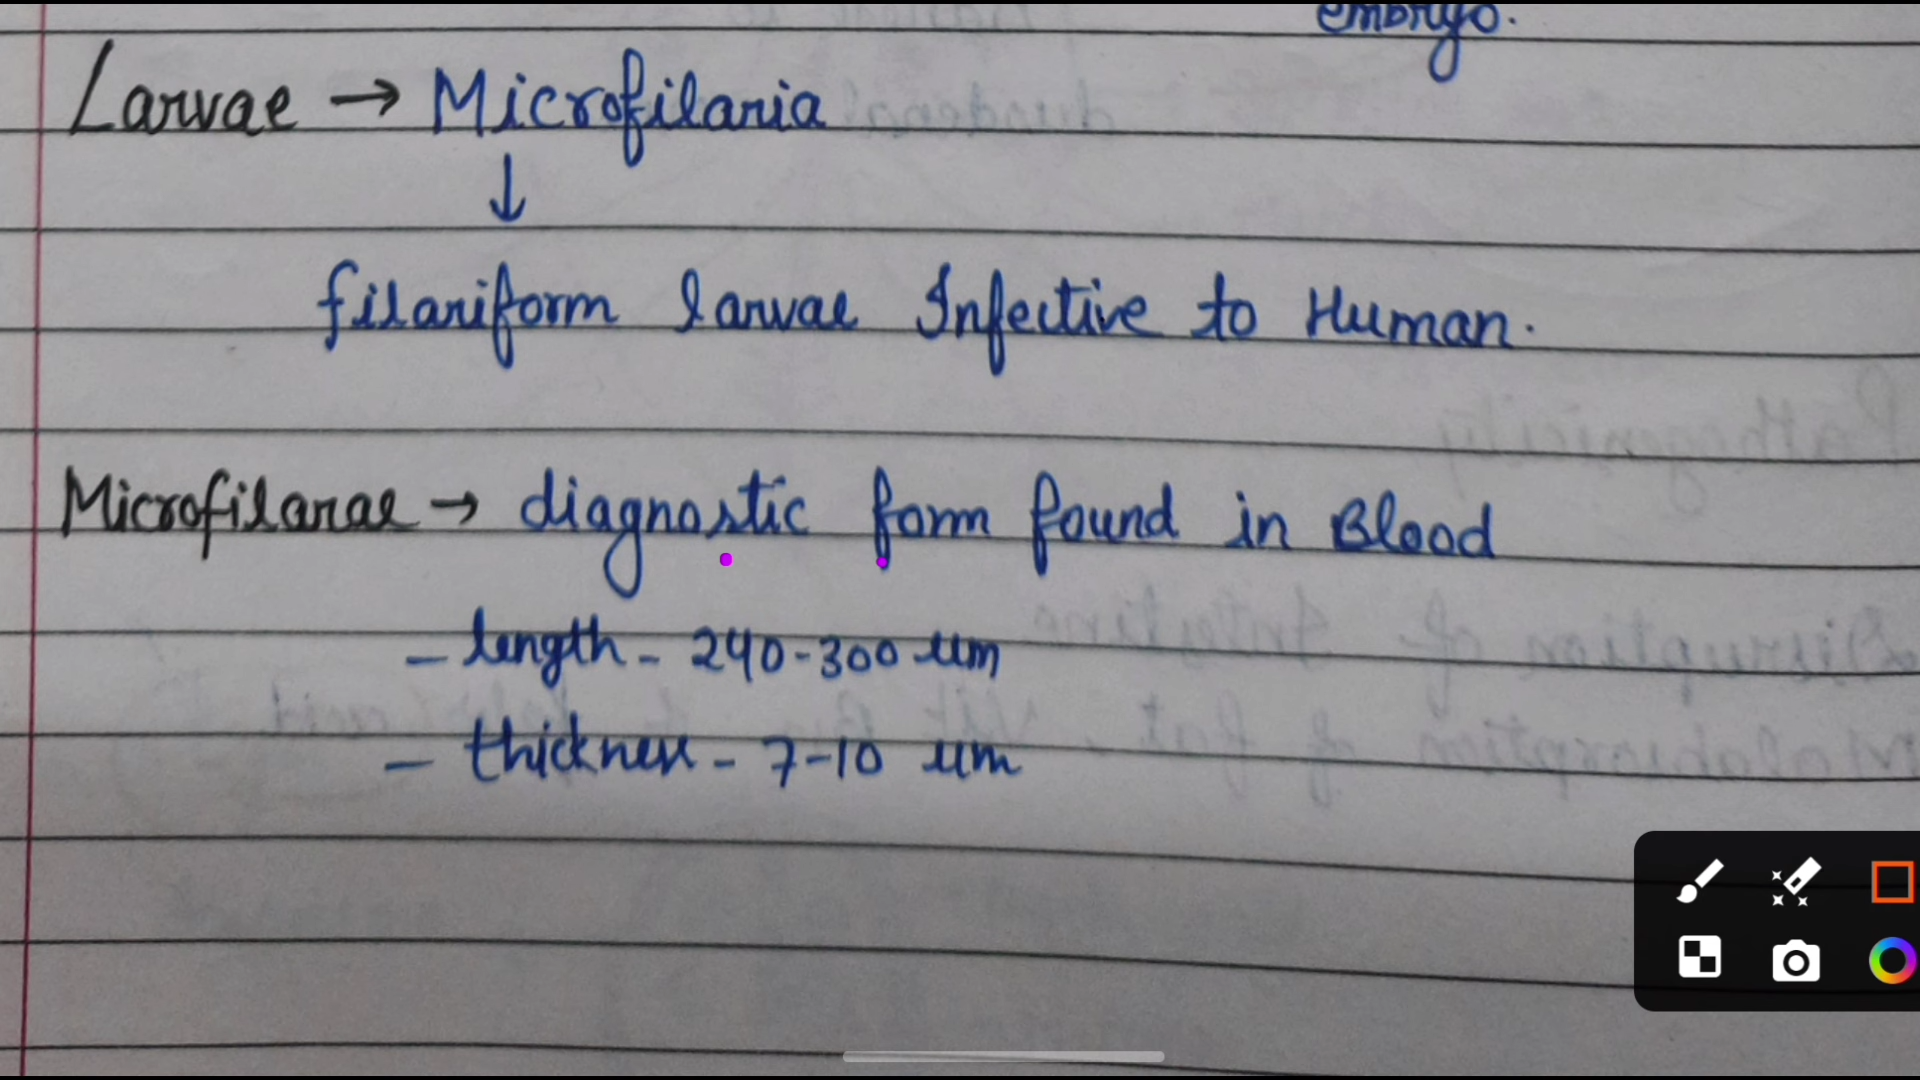 embryo.
Larvae → Microfilaria
↓
filariform larvae Infective to Human.
Microfilarae → diagnostic form found in Blood
- length - 240-300 um
- thickness - 7-10 um